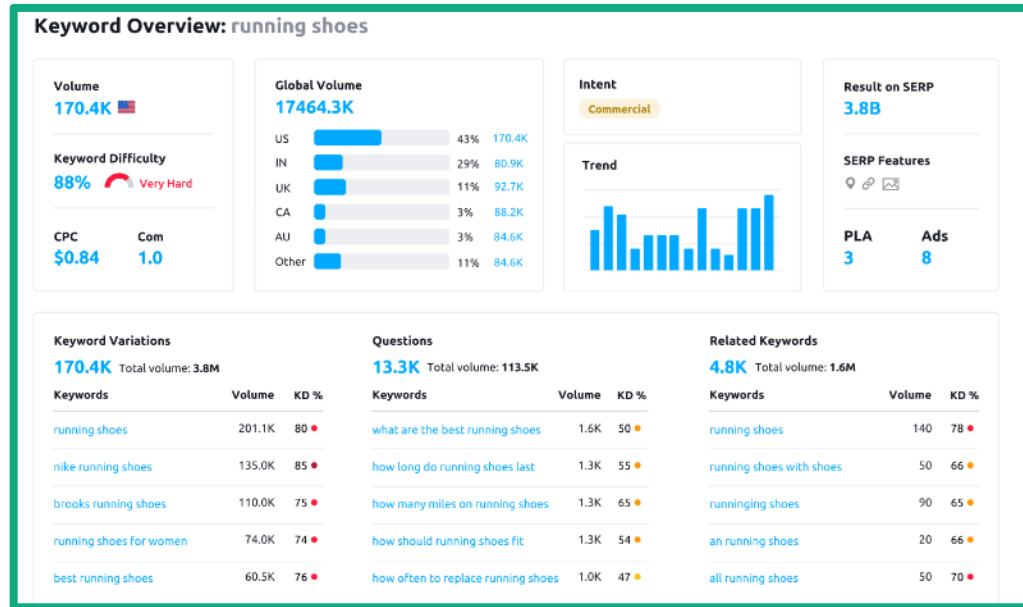 Keyword Overview: running shoes
Volume
170.4K
Keyword Difficulty
88% Very Hard
CPC Com
$0.84 1.0
Global Volume
17464.3K
US 43% 170.4K
IN 29% 80.9K
UK 11% 92.7K
CA 3% 88.2K
AU 3% 84.6K
Other 11% 84.6K
Intent
Commercial
Trend
Result on SERP
3.8B
SERP Features
PLA Ads
3 8
Keyword Variations
170.4K Total volume: 3.8M
Keywords Volume KD %
running shoes 201.1K 80
nike running shoes 135.0K 85
brooks running shoes 110.0K 75
running shoes for women 74.0K 74
best running shoes 60.5K 76
Questions
13.3K Total volume: 113.5K
Keywords Volume KD %
what are the best running shoes 1.6K 50
how long do running shoes last 1.3K 55
how many miles on running shoes 1.3K 65
how should running shoes fit 1.3K 54
how often to replace running shoes 1.0K 47
Related Keywords
4.8K Total volume: 1.6M
Keywords Volume KD %
running shoes 140 78
running shoes with shoes 50 66
runninging shoes 90 65
an running shoes 20 66
all running shoes 50 70